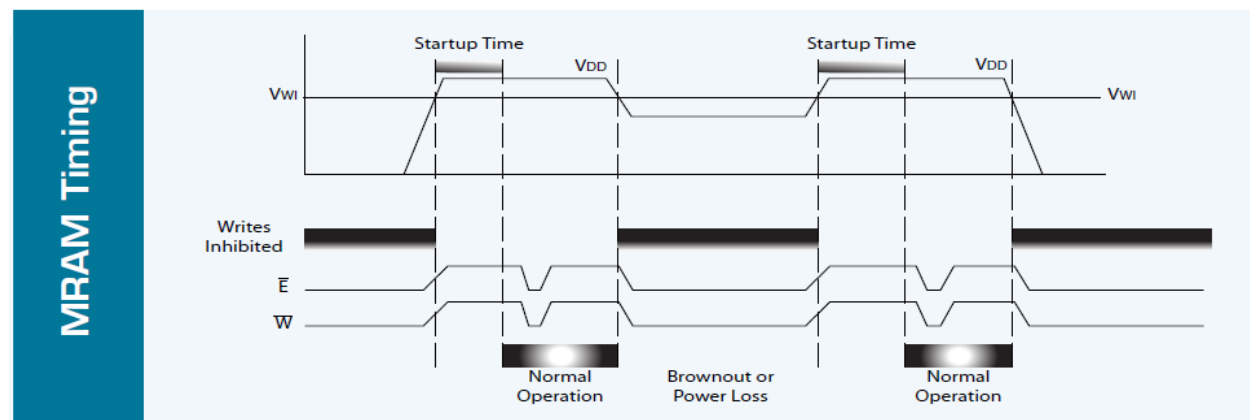 MRAM Timing
Startup Time
Startup Time
VDD
VDD
VWI
VWI
Writes
Inhibited
E̅
W̅
Normal
Operation
Brownout or
Power Loss
Normal
Operation